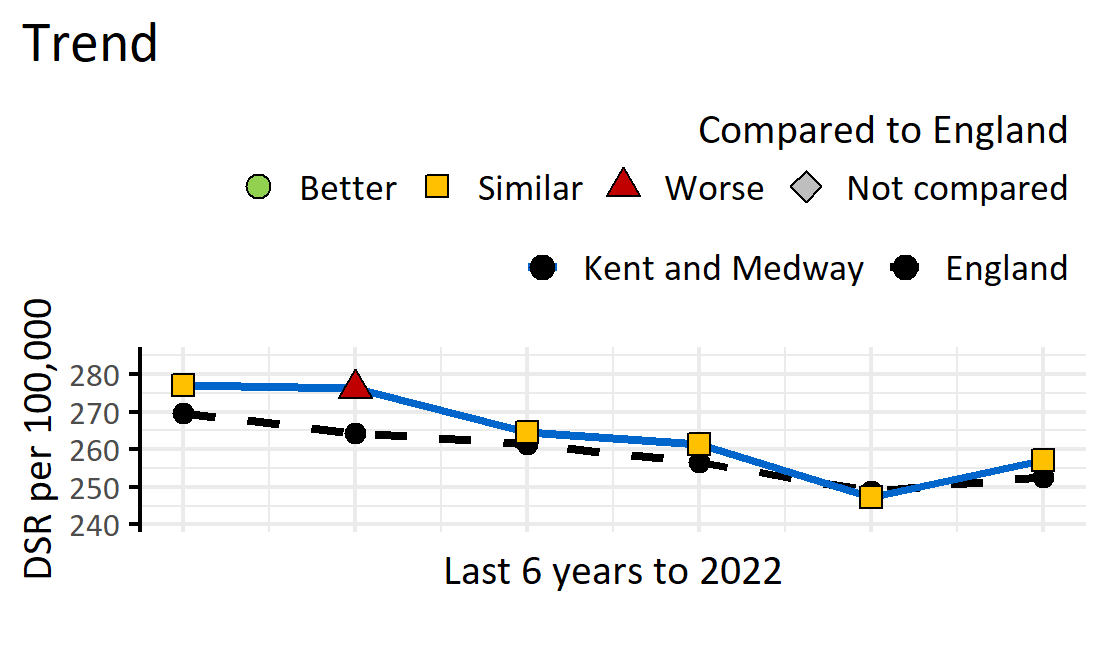 Trend
Compared to England
Better Similar Worse Not compared
Kent and Medway England
DSR per 100,000
280
270
260
250
240
Last 6 years to 2022